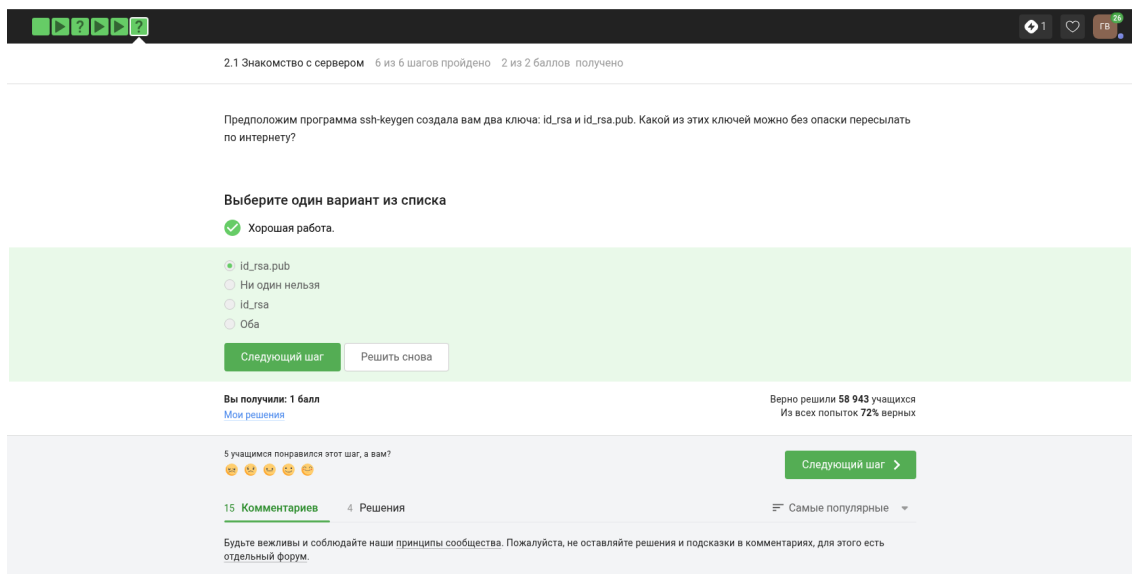 ? ?
1 ГВ 26
2.1 Знакомство с сервером 6 из 6 шагов пройдено 2 из 2 баллов получено
Предположим программа ssh-keygen создала вам два ключа: id_rsa и id_rsa.pub. Какой из этих ключей можно без опаски пересылать
по интернету?
Выберите один вариант из списка
Хорошая работа.
id_rsa.pub
Ни один нельзя
id_rsa
Оба
Следующий шаг Решить снова
Вы получили: 1 балл
Мои решения
Верно решили 58 943 учащихся
Из всех попыток 72% верных
5 учащимся понравился этот шаг, а вам?
Следующий шаг
15 Комментариев 4 Решения Самые популярные
Будьте вежливы и соблюдайте наши принципы сообщества. Пожалуйста, не оставляйте решения и подсказки в комментариях, для этого есть
отдельный форум.